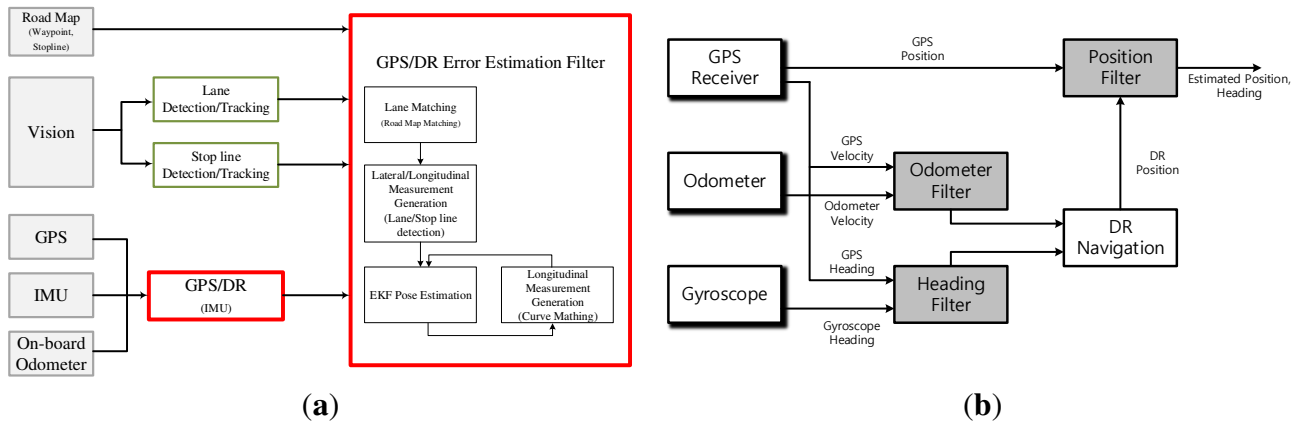 Road Map
(Waypoint,
Stopline)
Vision
Lane
Detection/Tracking
Stop line
Detection/Tracking
GPS
IMU
On-board
Odometer
GPS/DR
(IMU)
GPS/DR Error Estimation Filter
Lane Matching
(Road Map Matching)
Lateral/Longitudinal
Measurement
Generation
(Lane/Stop line
detection)
EKF Pose Estimation
Longitudinal
Measurement
Generation
(Curve Mathing)
(a)
GPS
Receiver
GPS
Position
Position
Filter
Estimated Position,
Heading
GPS
Velocity
DR
Position
Odometer
Odometer
Velocity
Odometer
Filter
DR
Navigation
GPS
Heading
Gyroscope
Heading
Filter
Gyroscope
Heading
(b)